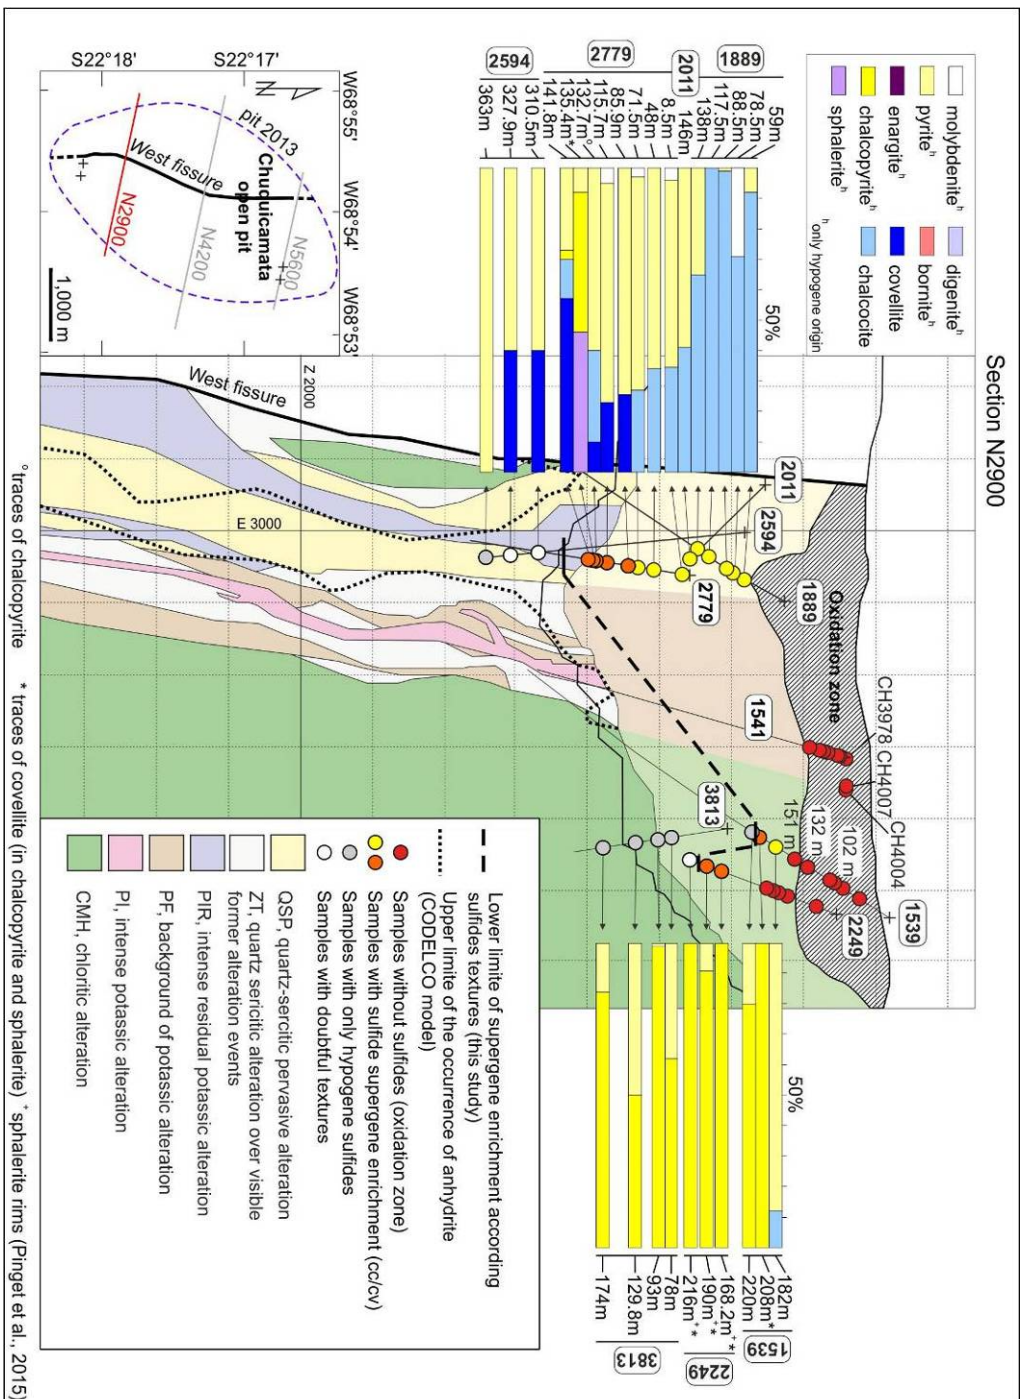 Section N2900
molybdenite^h
pyrite^h
enargite^h
chalcopyrite^h
sphalerite^h
digenite^h
bornite^h
covellite
chalcocite
^h only hypogene origin
50%
1889
59m
78.5m
88.5m
117.5m
138m
2011
146m
2779
8.5m
48m
71.5m
85.9m
115.7m
132.7m°
135.4m*
141.8m
2594
310.5m
327.9m
363m
S22°18'
S22°17'
W68°55'
W68°54'
W68°53'
N
pit 2013
West fissure
Chuquicamata
open pit
N2900
N4200
N5600
1,000 m
West fissure
Z 2000
E 3000
Oxidation zone
2011
2594
1889
2779
1541
CH3978
CH4007
CH4004
1539
102 m
132 m
151 m
2249
3813
50%
182m
208m*
220m
1539
168.2m⁺*
190m⁺*
216m⁺*
2249
78m
93m
129.8m
174m
3813
Lower limite of supergene enrichment according
sulfides textures (this study)
Upper limite of the occurrence of anhydrite
(CODELCO model)
Samples without sulfides (oxidation zone)
Samples with sulfide supergene enrichment (cc/cv)
Samples with only hypogene sulfides
Samples with doubtful textures
QSP, quartz-sercitic pervasive alteration
ZT, quartz sericitic alteration over visible
former alteration events
PIR, intense residual potassic alteration
PF, background of potassic alteration
PI, intense potassic alteration
CMH, chloritic alteration
° traces of chalcopyrite * traces of covellite (in chalcopyrite and sphalerite) ⁺ sphalerite rims (Pinget et al., 2015)